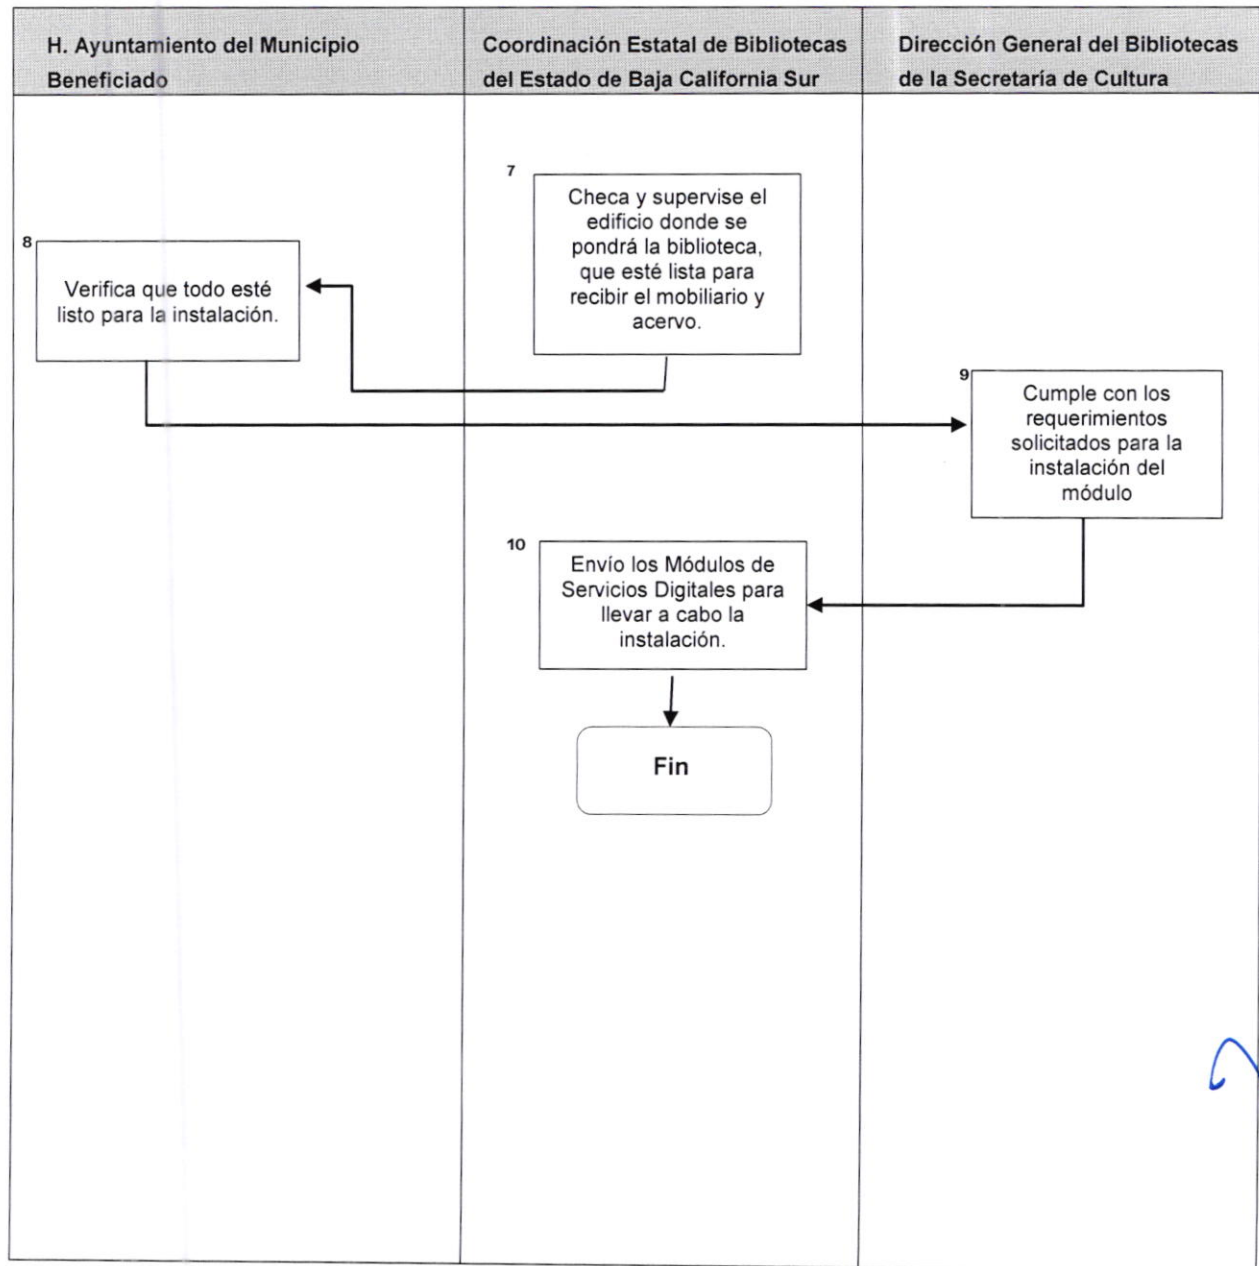 H. Ayuntamiento del Municipio
Beneficiado
Coordinación Estatal de Bibliotecas
del Estado de Baja California Sur
Dirección General del Bibliotecas
de la Secretaría de Cultura
7
Checa y supervise el
edificio donde se
pondrá la biblioteca,
que esté lista para
recibir el mobiliario y
acervo.
8
Verifica que todo esté
listo para la instalación.
9
Cumple con los
requerimientos
solicitados para la
instalación del
módulo
10
Envío los Módulos de
Servicios Digitales para
llevar a cabo la
instalación.
Fin